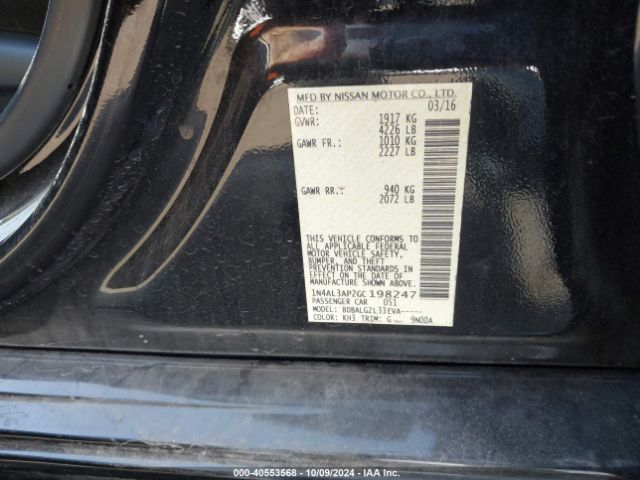 MFD BY NISSAN MOTOR CO., LTD.
DATE: 03/16
GVWR: 1917 KG
4226 LB
GAWR FR.: 1010 KG
2227 LB
GAWR RR.: 940 KG
2072 LB
THIS VEHICLE CONFORMS TO
ALL APPLICABLE FEDERAL
MOTOR VEHICLE SAFETY,
BUMPER, AND THEFT
PREVENTION STANDARDS IN
EFFECT ON THE DATE OF
MANUFACTURE SHOWN ABOVE.
1N4AL3AP2GC198247
PASSENGER CAR 051
MODEL: BDBALGZL33EVA-----
COLOR: KH3 TRIM: G 9N00A
000-40553568 - 10/09/2024 - IAA Inc.